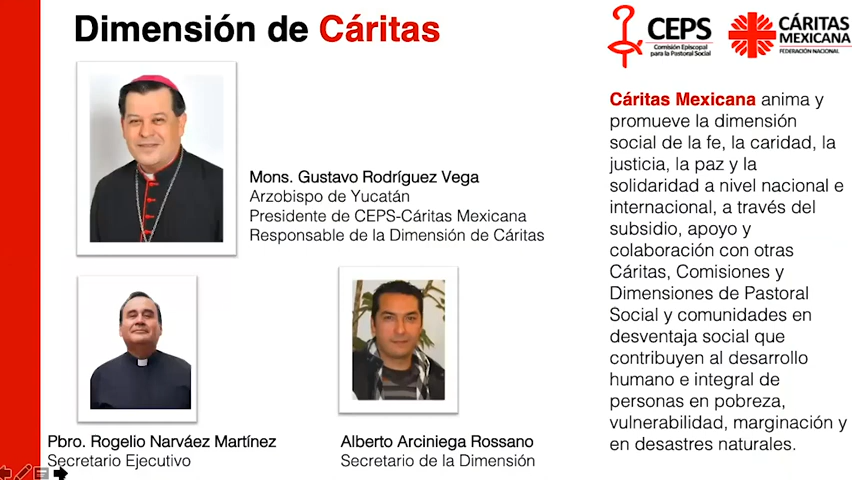 Dimensión de Cáritas
CEPS
Comisión Episcopal
para la Pastoral Social
CÁRITAS
MEXICANA
FEDERACIÓN NACIONAL
Mons. Gustavo Rodríguez Vega
Arzobispo de Yucatán
Presidente de CEPS-Cáritas Mexicana
Responsable de la Dimensión de Cáritas
Pbro. Rogelio Narváez Martínez
Secretario Ejecutivo
Alberto Arciniega Rossano
Secretario de la Dimensión
Cáritas Mexicana anima y
promueve la dimensión
social de la fe, la caridad, la
justicia, la paz y la
solidaridad a nivel nacional e
internacional, a través del
subsidio, apoyo y
colaboración con otras
Cáritas, Comisiones y
Dimensiones de Pastoral
Social y comunidades en
desventaja social que
contribuyen al desarrollo
humano e integral de
personas en pobreza,
vulnerabilidad, marginación y
en desastres naturales.